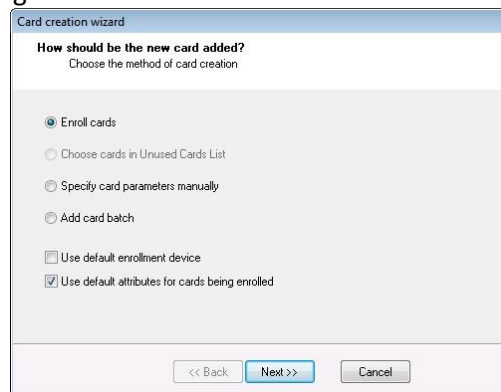 Card creation wizard
How should be the new card added?
Choose the method of card creation
Enroll cards
Choose cards in Unused Cards List
Specify card parameters manually
Add card batch
Use default enrollment device
Use default attributes for cards being enrolled
<< Back Next >> Cancel